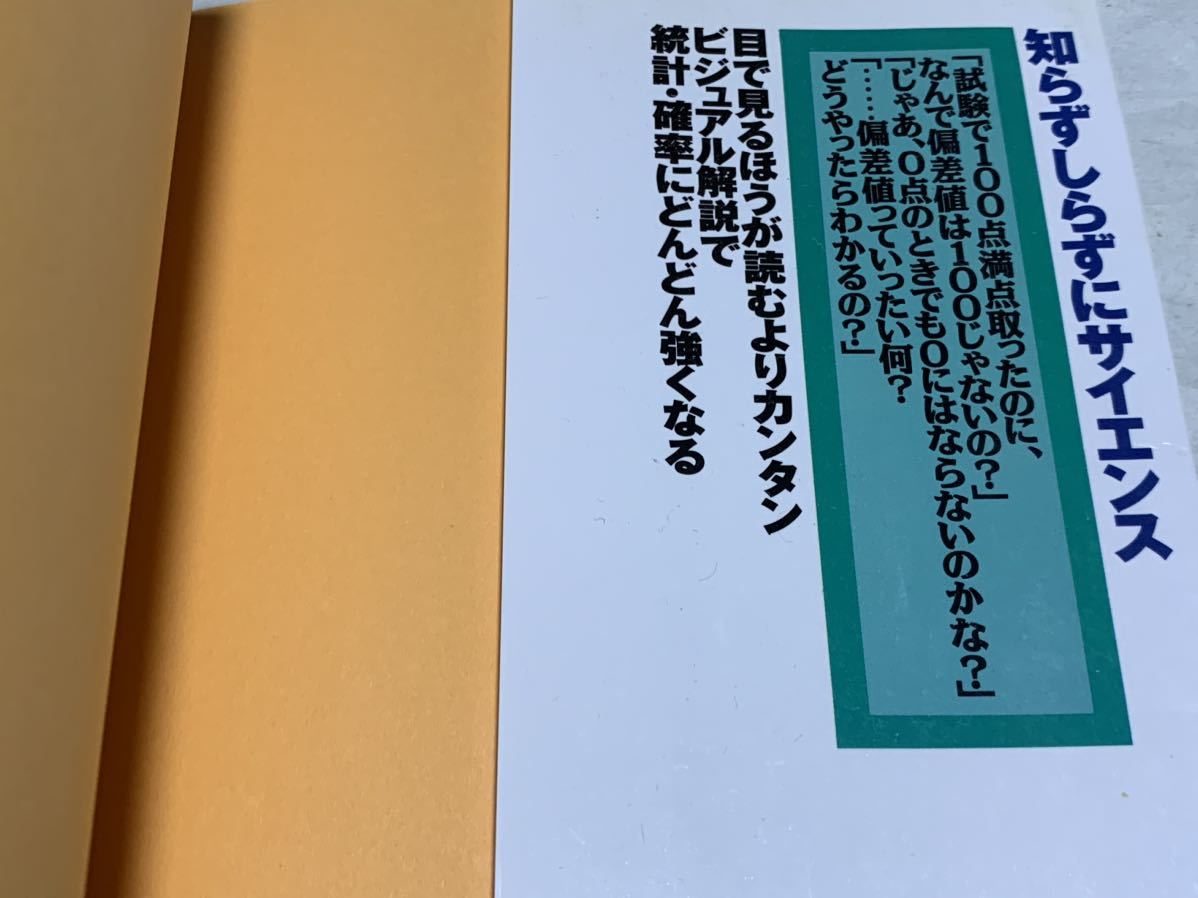 知らずしらずにサイエンス
「試験で100点満点取ったのに、
なんで偏差値は100じゃないの?」
「じゃあ、0点のときでも0にはならないのかな?」
「……偏差値っていったい何?
どうやったらわかるの?」
目で見るほうが読むよりカンタン
ビジュアル解説で
統計・確率にどんどん強くなる